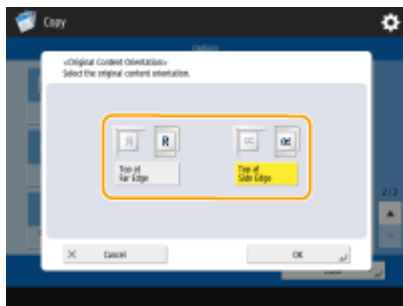 Copy
Options
<Original Content Orientation>
Select the original content orientation.
R R
Top at
Far Edge
Top at
Side Edge
2/2
Cancel
OK